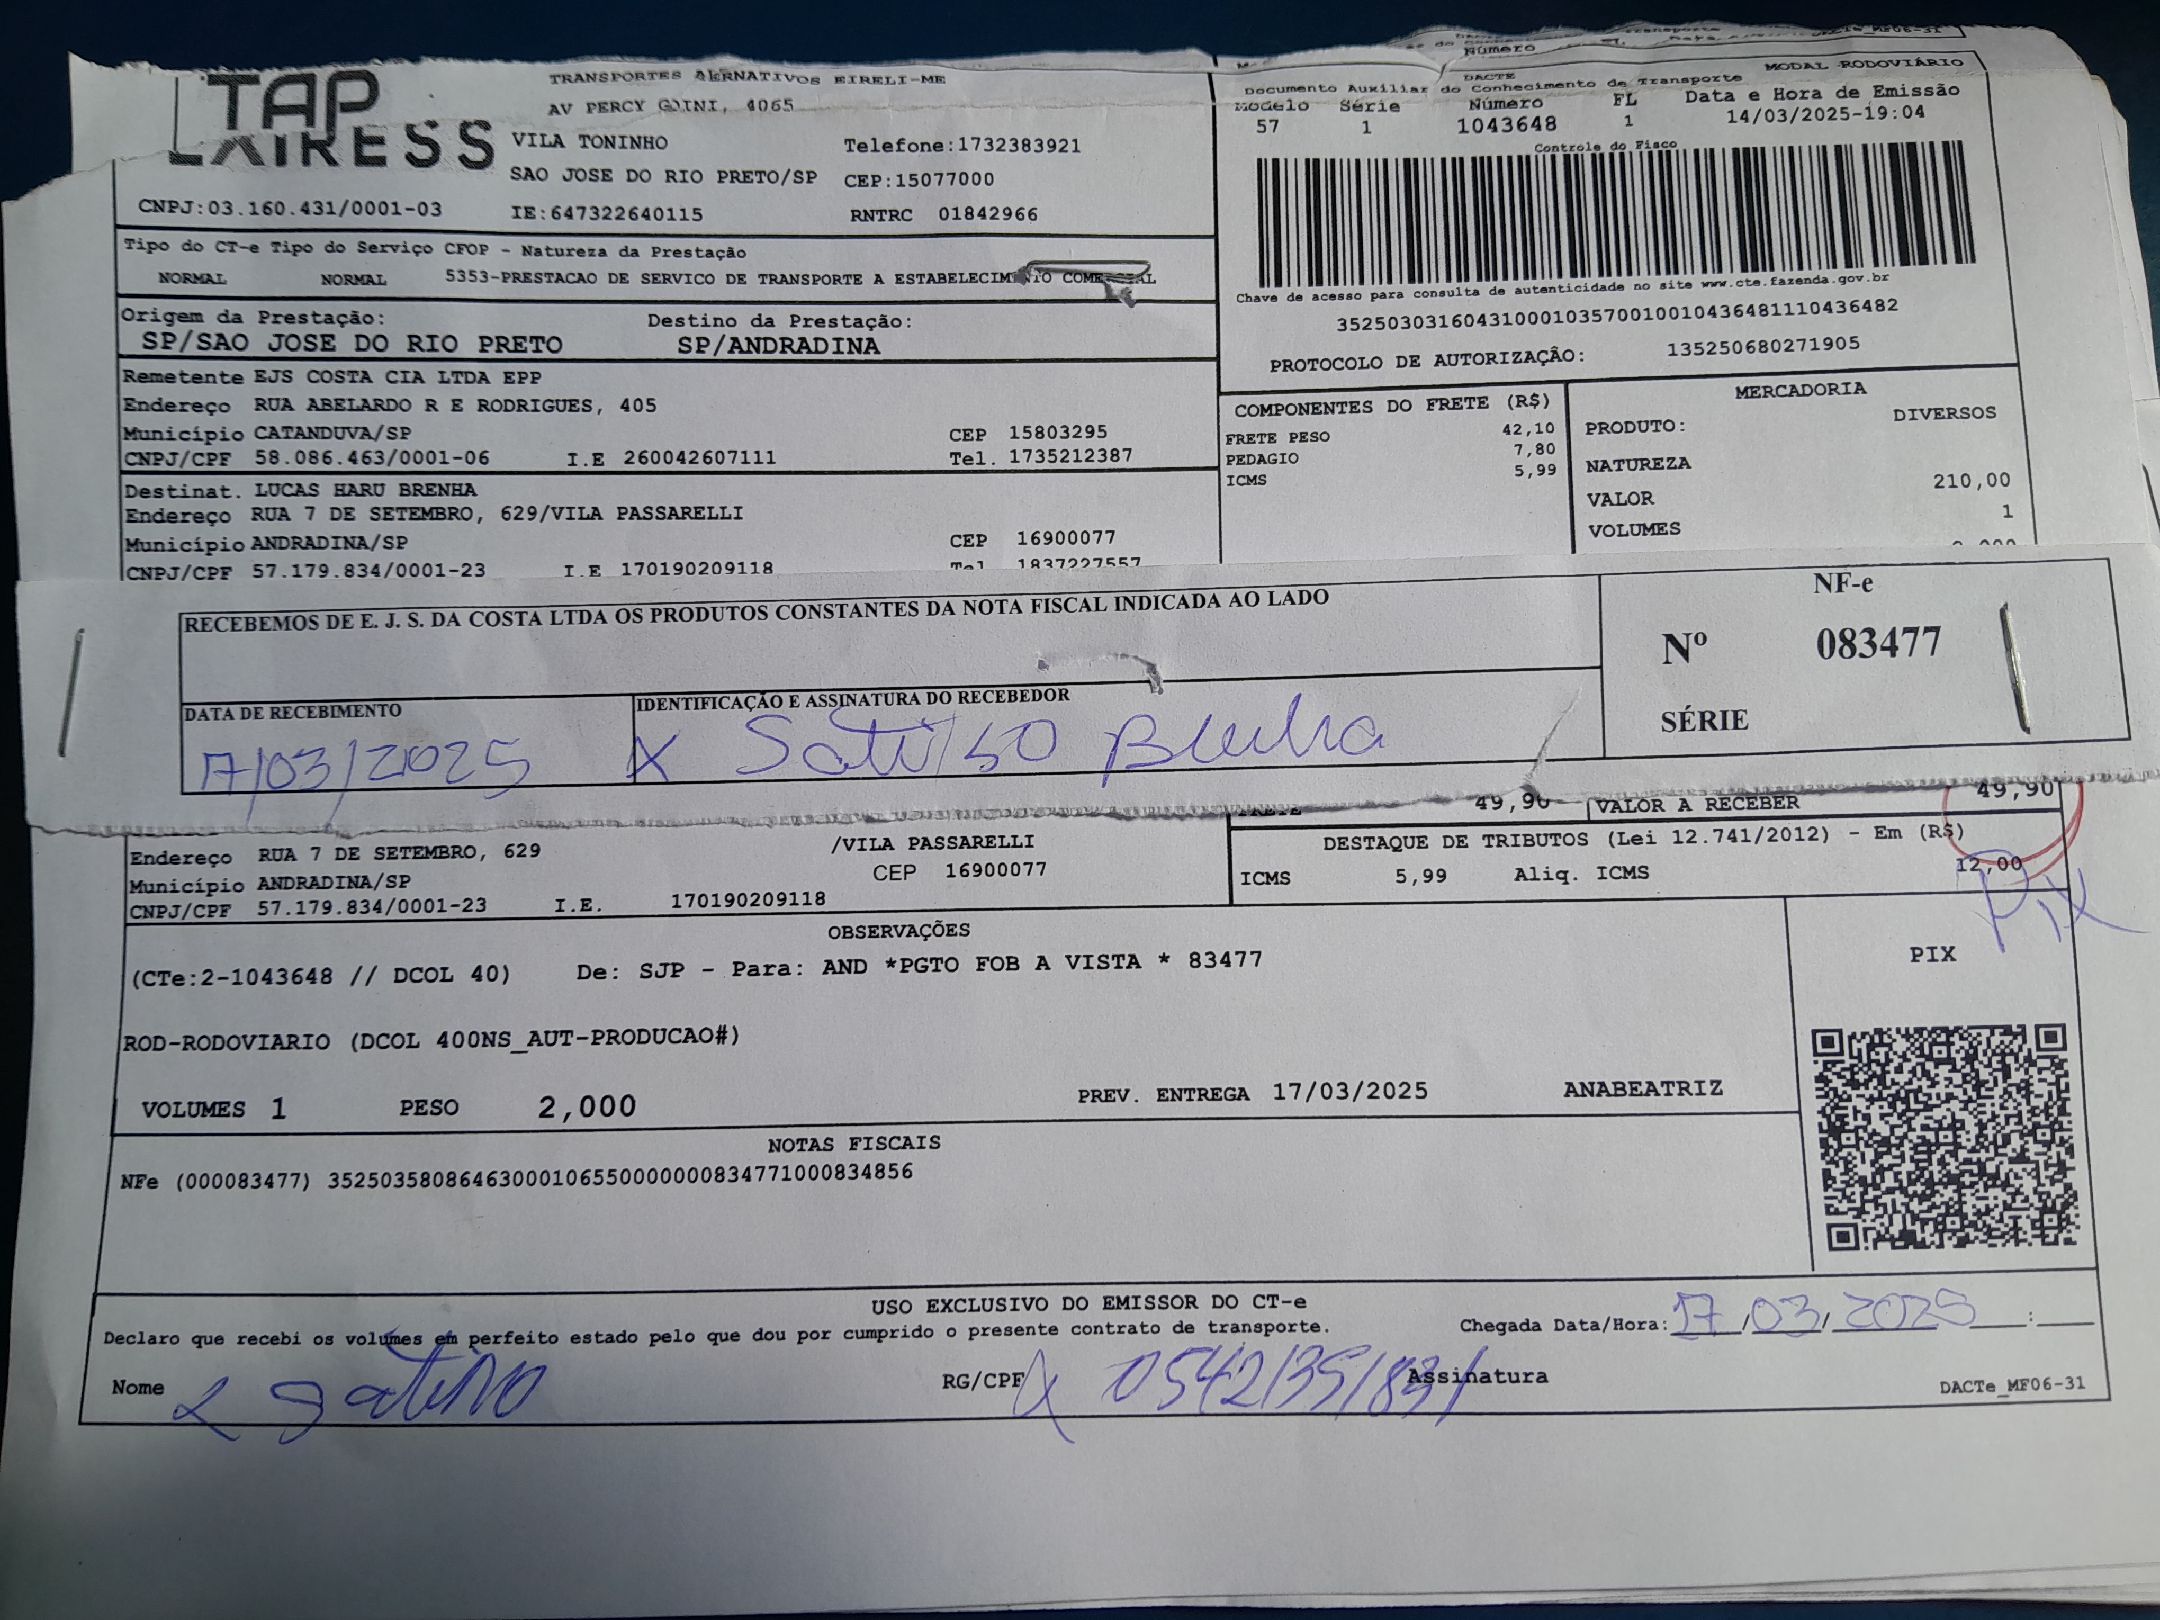 TAP
TRANSPORTES
EIRELI-ME
AV PERCY GOINI, 4065
VILA TONINHO
Telefone:1732383921
SAO JOSE DO RIO PRETO/SP CEP:15077000
CNPJ:03.160.431/0001-03 IE:647322640115 RNTRC 01842966
Número
MODAL RODOVIÁRIO
DACTE
Documento Auxiliar do Conhecimento de Transporte
Modelo Série Número FL Data e Hora de Emissão
57 1 1043648 1 14/03/2025-19:04
Controle do Fisco
Chave de acesso para consulta de autenticidade no site www.cte.fazenda.gov.br
35250303160431000103570010010436481110436482
PROTOCOLO DE AUTORIZAÇÃO: 135250680271905
Tipo do CT-e Tipo do Serviço CFOP - Natureza da Prestação
NORMAL NORMAL 5353-PRESTACAO DE SERVICO DE TRANSPORTE A ESTABELECIMENTO COMERCIAL
Origem da Prestação: Destino da Prestação:
SP/SAO JOSE DO RIO PRETO SP/ANDRADINA
Remetente EJS COSTA CIA LTDA EPP
Endereço RUA ABELARDO R E RODRIGUES, 405
Município CATANDUVA/SP CEP 15803295
CNPJ/CPF 58.086.463/0001-06 I.E 260042607111 Tel. 1735212387
Destinat. LUCAS HARU BRENHA
Endereço RUA 7 DE SETEMBRO, 629/VILA PASSARELLI
Município ANDRADINA/SP CEP 16900077
CNPJ/CPF 57.179.834/0001-23 I.E 170190209118 Tel 1837227557
COMPONENTES DO FRETE (R$)
FRETE PESO 42,10
PEDAGIO 7,80
ICMS 5,99
MERCADORIA
PRODUTO: DIVERSOS
NATUREZA
VALOR 210,00
VOLUMES 1
RECEBEMOS DE E. J. S. DA COSTA LTDA OS PRODUTOS CONSTANTES DA NOTA FISCAL INDICADA AO LADO
NF-e
Nº 083477
SÉRIE
DATA DE RECEBIMENTO
17/03/2025
IDENTIFICAÇÃO E ASSINATURA DO RECEBEDOR
X
FRETE 49,90 VALOR A RECEBER 49,90
Endereço RUA 7 DE SETEMBRO, 629 /VILA PASSARELLI
Município ANDRADINA/SP CEP 16900077
CNPJ/CPF 57.179.834/0001-23 I.E. 170190209118
DESTAQUE DE TRIBUTOS (Lei 12.741/2012) - Em (R$)
ICMS 5,99 Aliq. ICMS 12,00
Pix
OBSERVAÇÕES
(CTe:2-1043648 // DCOL 40) De: SJP - Para: AND *PGTO FOB A VISTA * 83477
ROD-RODOVIARIO (DCOL 400NS_AUT-PRODUCAO#)
VOLUMES 1 PESO 2,000 PREV. ENTREGA 17/03/2025 ANABEATRIZ
PIX
NOTAS FISCAIS
NFe (000083477) 35250358086463000106550000000834771000834856
USO EXCLUSIVO DO EMISSOR DO CT-e
Declaro que recebi os volumes em perfeito estado pelo que dou por cumprido o presente contrato de transporte.
Chegada Data/Hora: 17/03/2025 :
Nome RG/CPF Assinatura
DACTe_MF06-31